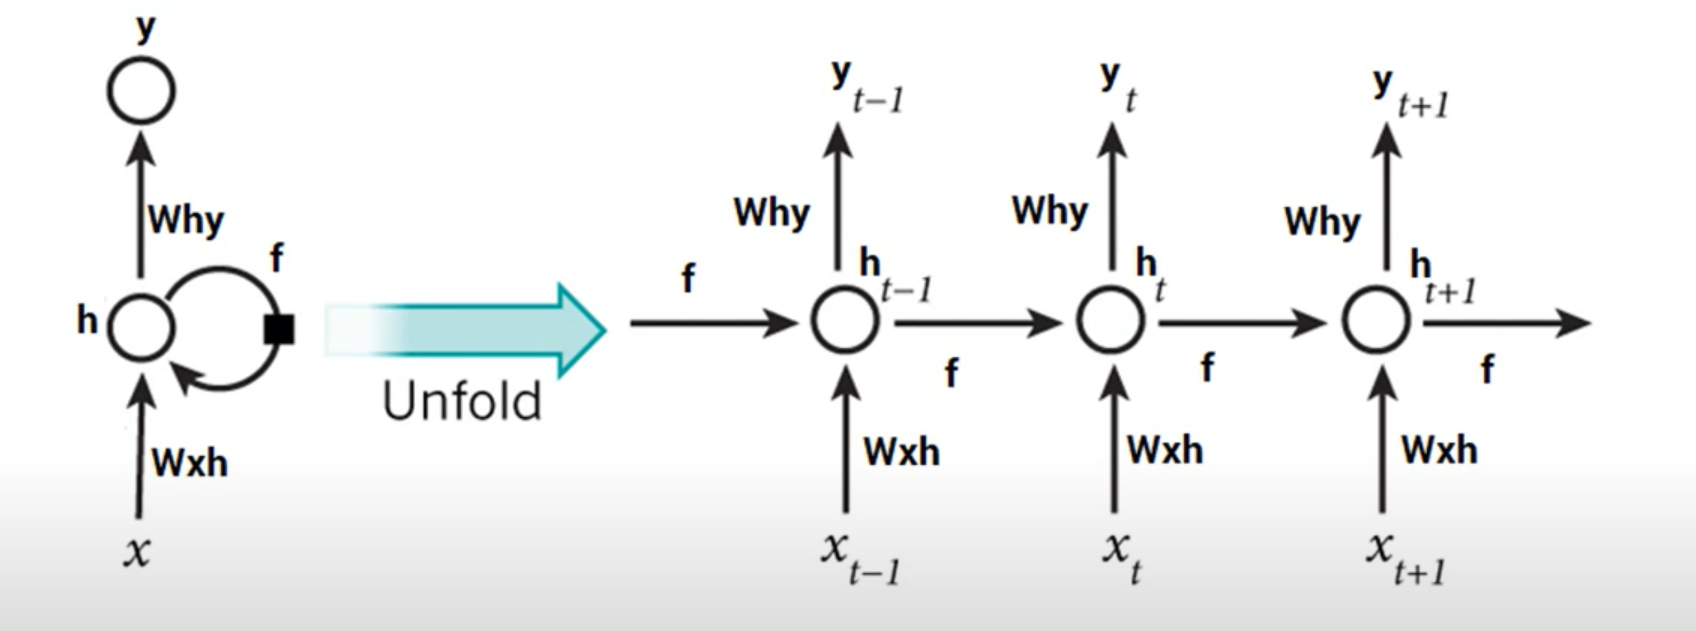 y
Why
f
h
Wxh
x
Unfold
y t−1
y t
y t+1
Why
Why
Why
f
h t−1
h t
h t+1
f
f
f
Wxh
Wxh
Wxh
x t−1
x t
x t+1